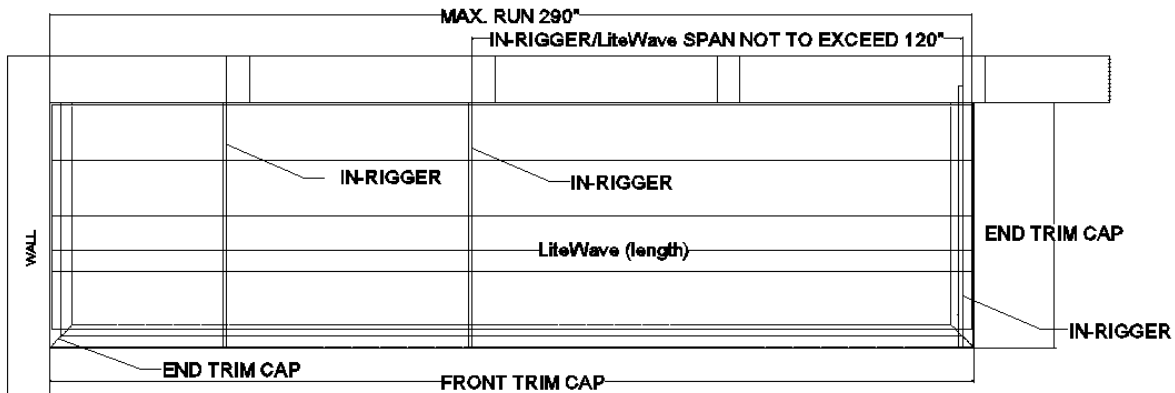 MAX. RUN 290"
IN-RIGGER/LiteWave SPAN NOT TO EXCEED 120"
IN-RIGGER
IN-RIGGER
WALL
END TRIM CAP
LiteWave (length)
IN-RIGGER
END TRIM CAP
FRONT TRIM CAP